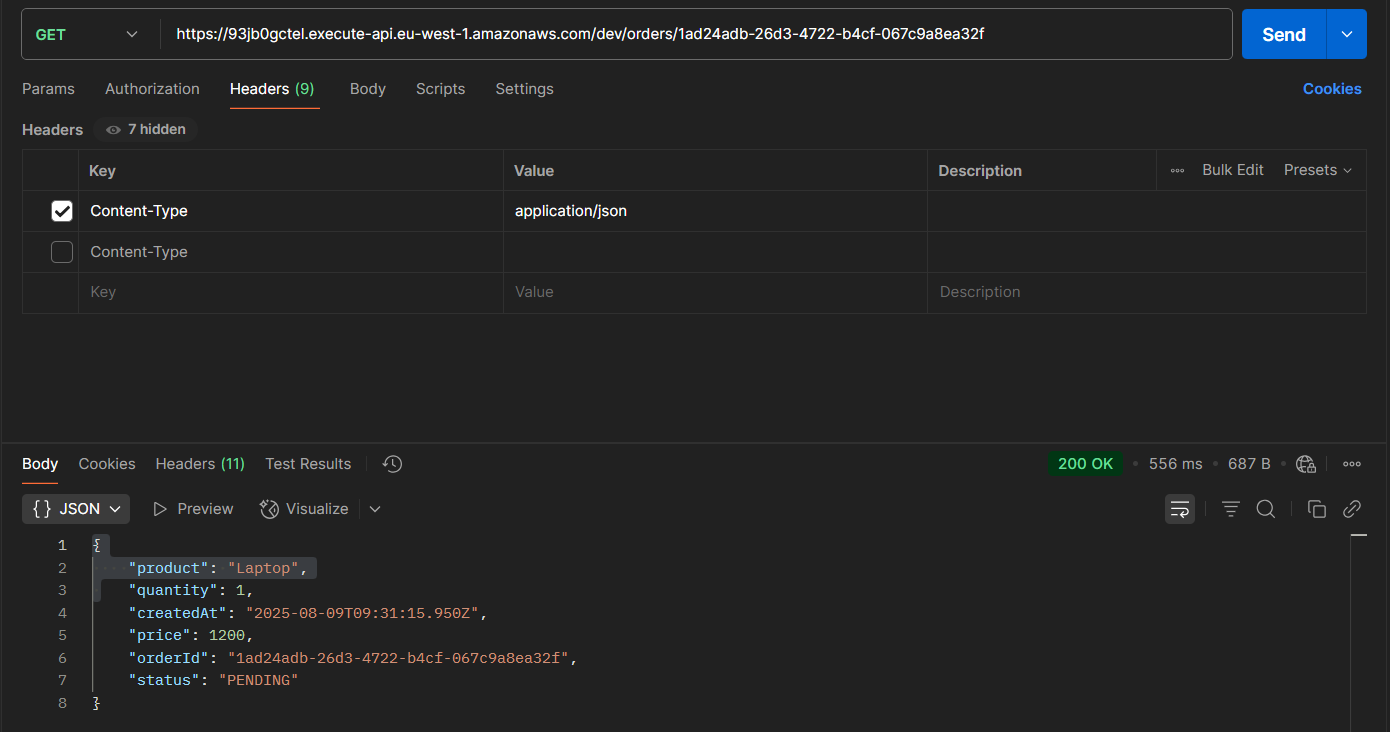 GET https://93jb0gctel.execute-api.eu-west-1.amazonaws.com/dev/orders/1ad24adb-26d3-4722-b4cf-067c9a8ea32f Send
Params Authorization Headers (9) Body Scripts Settings Cookies
Headers 7 hidden
Key Value Description Bulk Edit Presets
Content-Type application/json
Content-Type
Key Value Description
Body Cookies Headers (11) Test Results 200 OK 556 ms 687 B
{} JSON Preview Visualize
1 {
2 "product": "Laptop",
3 "quantity": 1,
4 "createdAt": "2025-08-09T09:31:15.950Z",
5 "price": 1200,
6 "orderId": "1ad24adb-26d3-4722-b4cf-067c9a8ea32f",
7 "status": "PENDING"
8 }